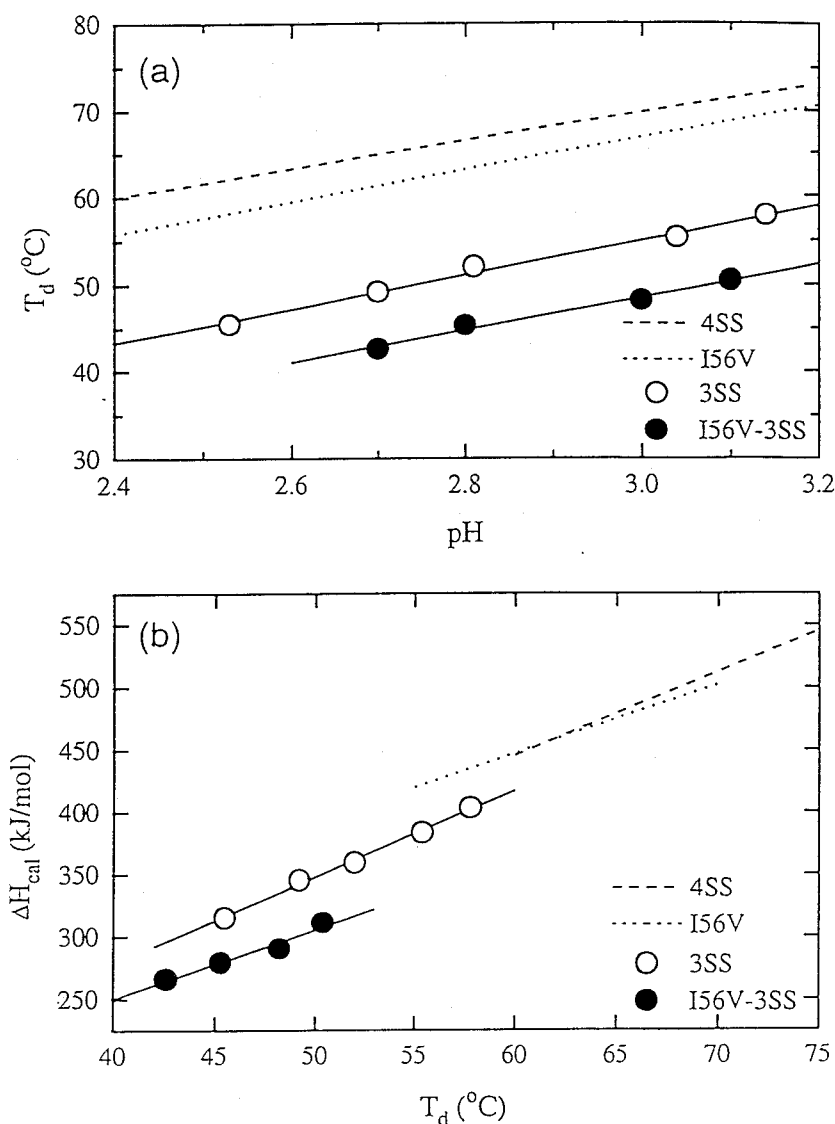 (a)
80
70
60
50
40
30
T_d (°C)
2.4 2.6 2.8 3.0 3.2
pH
4SS
I56V
3SS
I56V-3SS
(b)
550
500
450
400
350
300
250
ΔH_cal (kJ/mol)
40 45 50 55 60 65 70 75
T_d (°C)
4SS
I56V
3SS
I56V-3SS